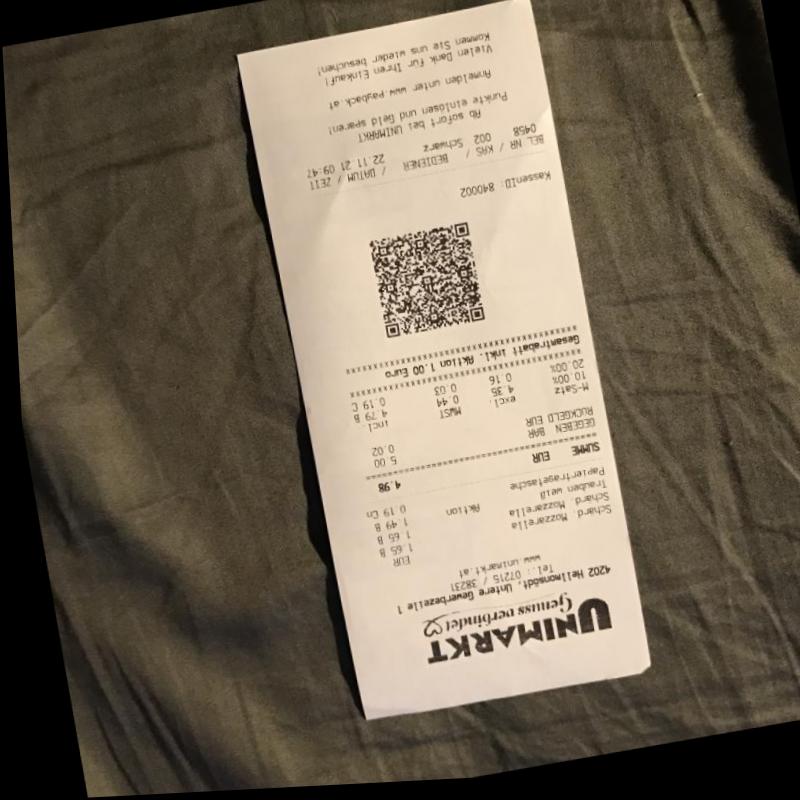 UNIMARKT
Genuss verbindet
4202 Hellmonsödt, Untere Gewerbezeile 1
Tel.: 07215 / 38231
www.unimarkt.at
EUR
Schard. Mozzarella 1.65 B
Schard. Mozzarella 1.65 B
Trauben weiß Aktion 1.49 B
Papiertragetasche 0.19 Cn
================================
SUMME EUR 4.98
================================
GEGEBEN BAR 5.00
RÜCKGELD EUR 0.02
M-Satz excl. MWST incl.
10.00% 4.35 0.44 4.79 B
20.00% 0.16 0.03 0.19 C
Gesamtrabatt inkl. Aktion 1.00 Euro
KassenID: 840002
BEL NR / KAS / BEDIENER / DATUM / ZEIT
0458 002 Schwarz 22.11.21 09:47
Ab sofort bei UNIMARKT
Punkte einlösen und Geld sparen!
Anmelden unter www.payback.at
Vielen Dank für Ihren Einkauf!
Kommen Sie uns wieder besuchen!